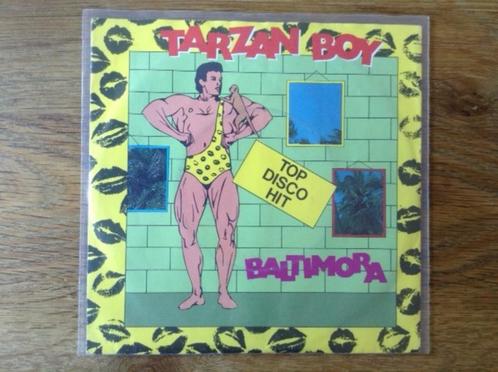 TARZAN BOY
TOP
DISCO
HIT
BALTIMORA